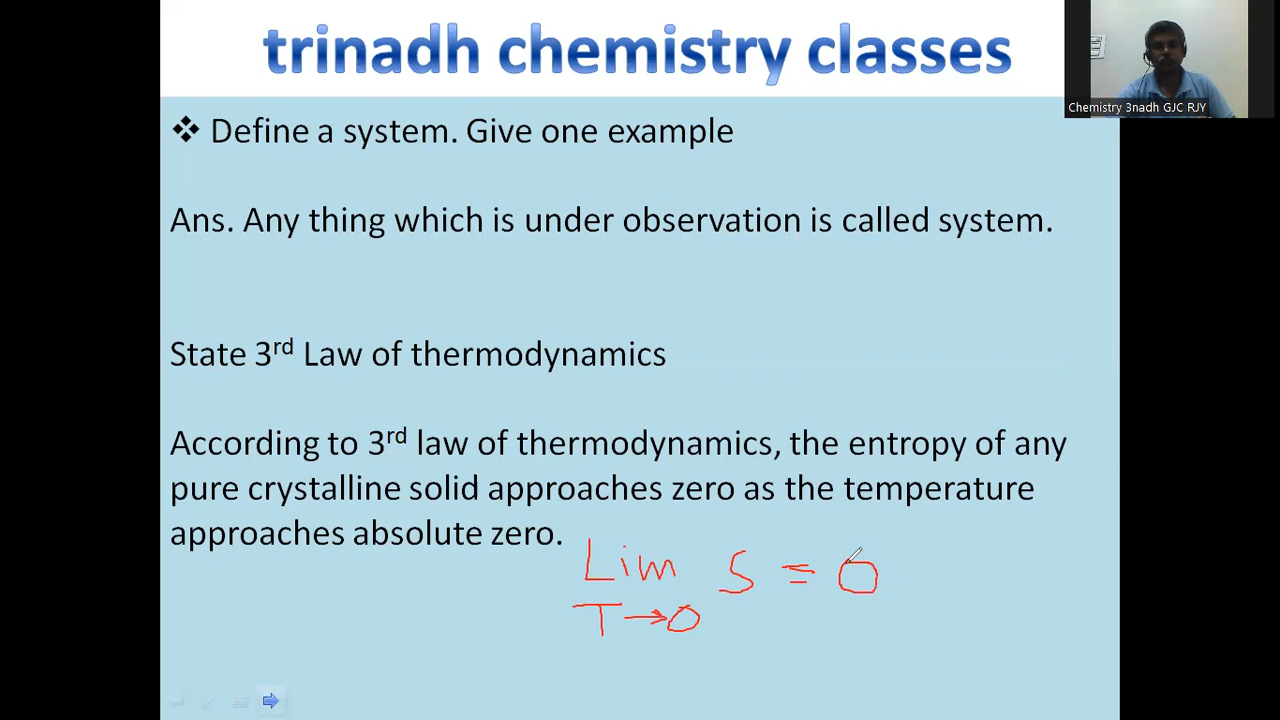 trinadh chemistry classes
Chemistry 3nadh GJC RJY
❖ Define a system. Give one example
Ans. Any thing which is under observation is called system.
State 3rd Law of thermodynamics
According to 3rd law of thermodynamics, the entropy of any
pure crystalline solid approaches zero as the temperature
approaches absolute zero.
Lim S = 0
T→0